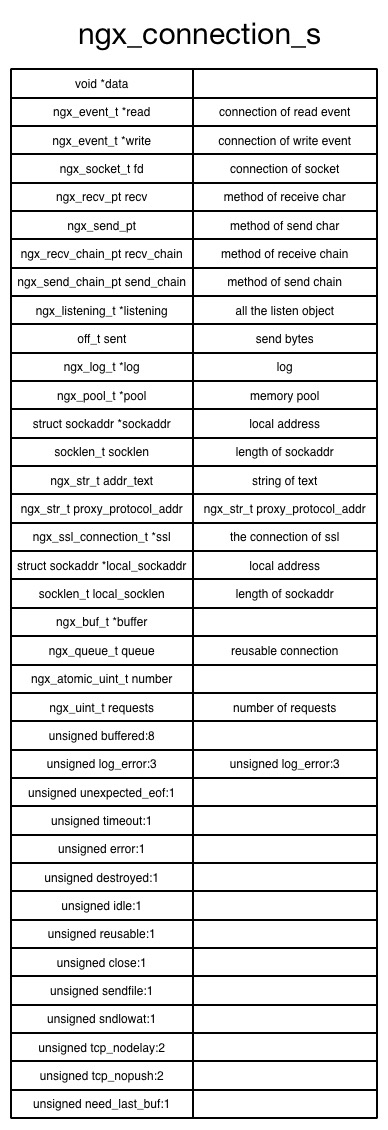 ngx_connection_s
void *data
ngx_event_t *read connection of read event
ngx_event_t *write connection of write event
ngx_socket_t fd connection of socket
ngx_recv_pt recv method of receive char
ngx_send_pt method of send char
ngx_recv_chain_pt recv_chain method of receive chain
ngx_send_chain_pt send_chain method of send chain
ngx_listening_t *listening all the listen object
off_t sent send bytes
ngx_log_t *log log
ngx_pool_t *pool memory pool
struct sockaddr *sockaddr local address
socklen_t socklen length of sockaddr
ngx_str_t addr_text string of text
ngx_str_t proxy_protocol_addr ngx_str_t proxy_protocol_addr
ngx_ssl_connection_t *ssl the connection of ssl
struct sockaddr *local_sockaddr local address
socklen_t local_socklen length of sockaddr
ngx_buf_t *buffer
ngx_queue_t queue reusable connection
ngx_atomic_uint_t number
ngx_uint_t requests number of requests
unsigned buffered:8
unsigned log_error:3 unsigned log_error:3
unsigned unexpected_eof:1
unsigned timeout:1
unsigned error:1
unsigned destroyed:1
unsigned idle:1
unsigned reusable:1
unsigned close:1
unsigned sendfile:1
unsigned sndlowat:1
unsigned tcp_nodelay:2
unsigned tcp_nopush:2
unsigned need_last_buf:1